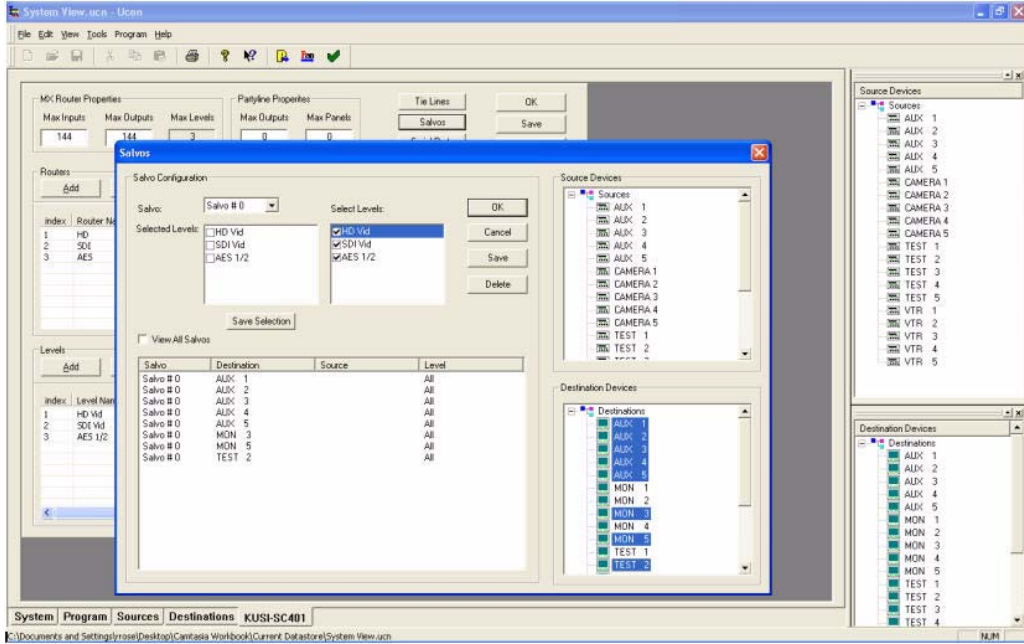 System View.ucn - Ucon
File Edit View Tools Program Help
MX Router Properties
Max Inputs Max Outputs Max Levels
144 144 3
Partyline Properites
Max Outputs Max Panels
0 0
Tie Lines
Salvos
OK
Save
Routers
Add
index Router Na
1 HD
2 SDI
3 AES
Levels
Add
index Level Nam
1 HD Vid
2 SDI Vid
3 AES 1/2
Salvos
Salvo Configuration
Salvo: Salvo # 0
Selected Levels:
HD Vid
SDI Vid
AES 1/2
Select Levels:
HD Vid
SDI Vid
AES 1/2
OK
Cancel
Save
Delete
Save Selection
View All Salvos
Salvo Destination Source Level
Salvo # 0 AUX 1 All
Salvo # 0 AUX 2 All
Salvo # 0 AUX 3 All
Salvo # 0 AUX 4 All
Salvo # 0 AUX 5 All
Salvo # 0 MON 3 All
Salvo # 0 MON 5 All
Salvo # 0 TEST 2 All
Source Devices
Sources
AUX 1
AUX 2
AUX 3
AUX 4
AUX 5
CAMERA 1
CAMERA 2
CAMERA 3
CAMERA 4
CAMERA 5
TEST 1
TEST 2
Destination Devices
Destinations
AUX 1
AUX 2
AUX 3
AUX 4
AUX 5
MON 1
MON 2
MON 3
MON 4
MON 5
TEST 1
TEST 2
Source Devices
Sources
AUX 1
AUX 2
AUX 3
AUX 4
AUX 5
CAMERA 1
CAMERA 2
CAMERA 3
CAMERA 4
CAMERA 5
TEST 1
TEST 2
TEST 3
TEST 4
TEST 5
VTR 1
VTR 2
VTR 3
VTR 4
VTR 5
Destination Devices
Destinations
AUX 1
AUX 2
AUX 3
AUX 4
AUX 5
MON 1
MON 2
MON 3
MON 4
MON 5
TEST 1
TEST 2
TEST 3
TEST 4
System Program Sources Destinations KUSI-SC401
C:\Documents and Settings\rrose\Desktop\Camtasia Workbook\Current Datastore\System View.ucn
NUM